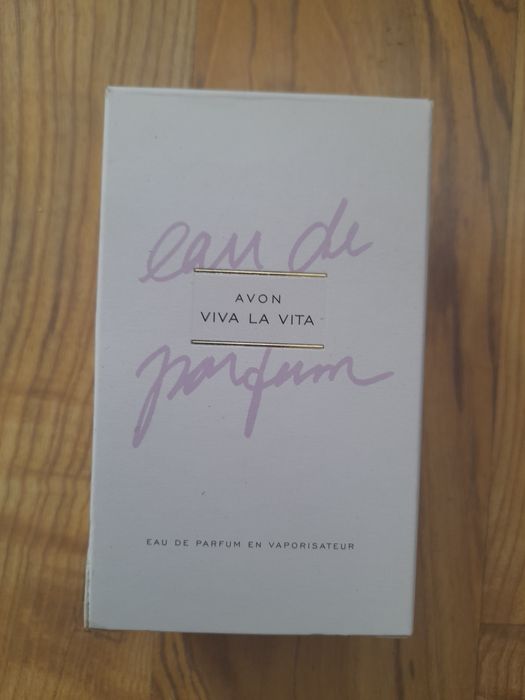 eau de
AVON
VIVA LA VITA
parfum
EAU DE PARFUM EN VAPORISATEUR